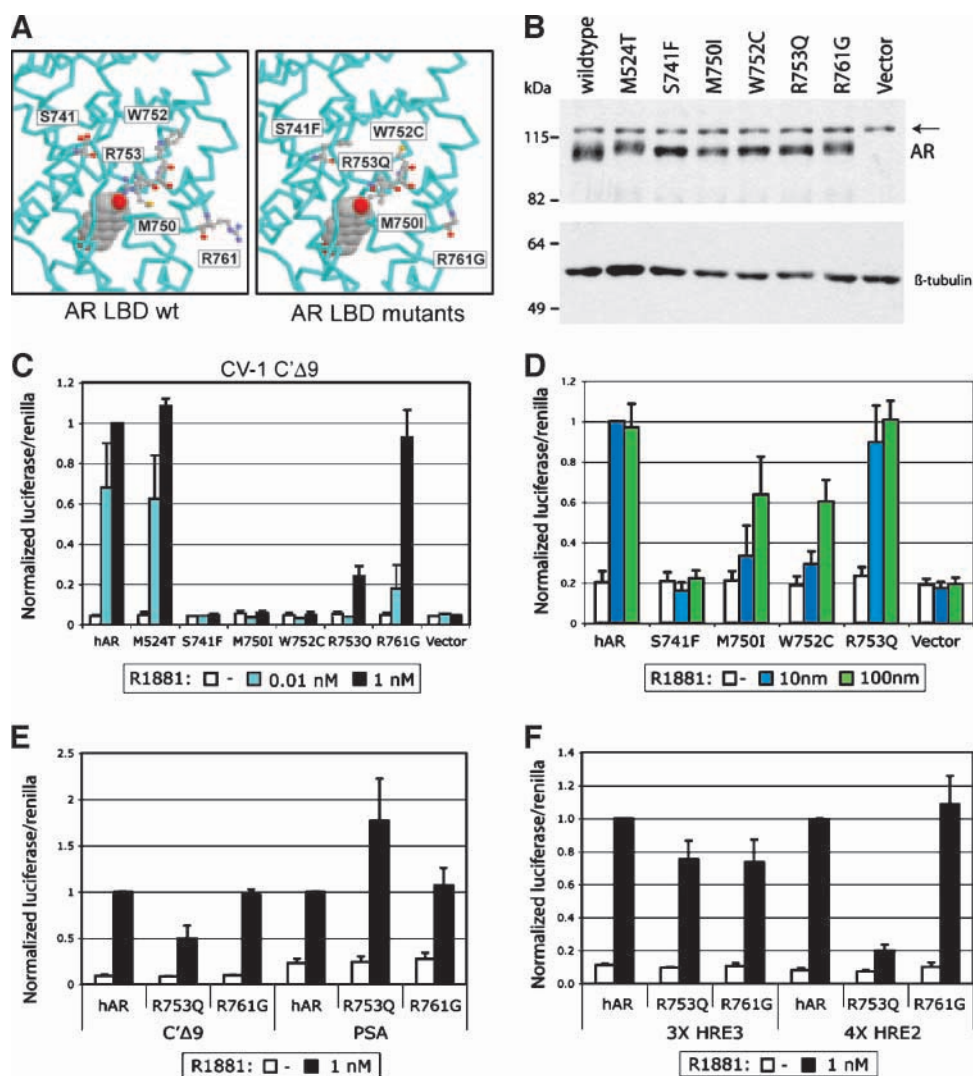 A
S741
W752
R753
M750
R761
AR LBD wt
S741F
W752C
R753Q
M750I
R761G
AR LBD mutants
B
wildtype
M524T
S741F
M750I
W752C
R753Q
R761G
Vector
kDa
115
AR
82
64
ß-tubulin
49
C
CV-1 C'Δ9
Normalized luciferase/renilla
1.2
1
0.8
0.6
0.4
0.2
0
hAR M524T S741F M750I W752C R753Q R761G Vector
R1881: - 0.01 nM 1 nM
D
Normalized luciferase/renilla
1.2
1
0.8
0.6
0.4
0.2
0
hAR S741F M750I W752C R753Q Vector
R1881: - 10nm 100nm
E
Normalized luciferase/renilla
2.5
2
1.5
1
0.5
0
hAR R753Q R761G hAR R753Q R761G
C'Δ9 PSA
R1881: - 1 nM
F
Normalized luciferase/renilla
1.4
1.2
1.0
0.8
0.6
0.4
0.2
0.0
hAR R753Q R761G hAR R753Q R761G
3X HRE3 4X HRE2
R1881: - 1 nM